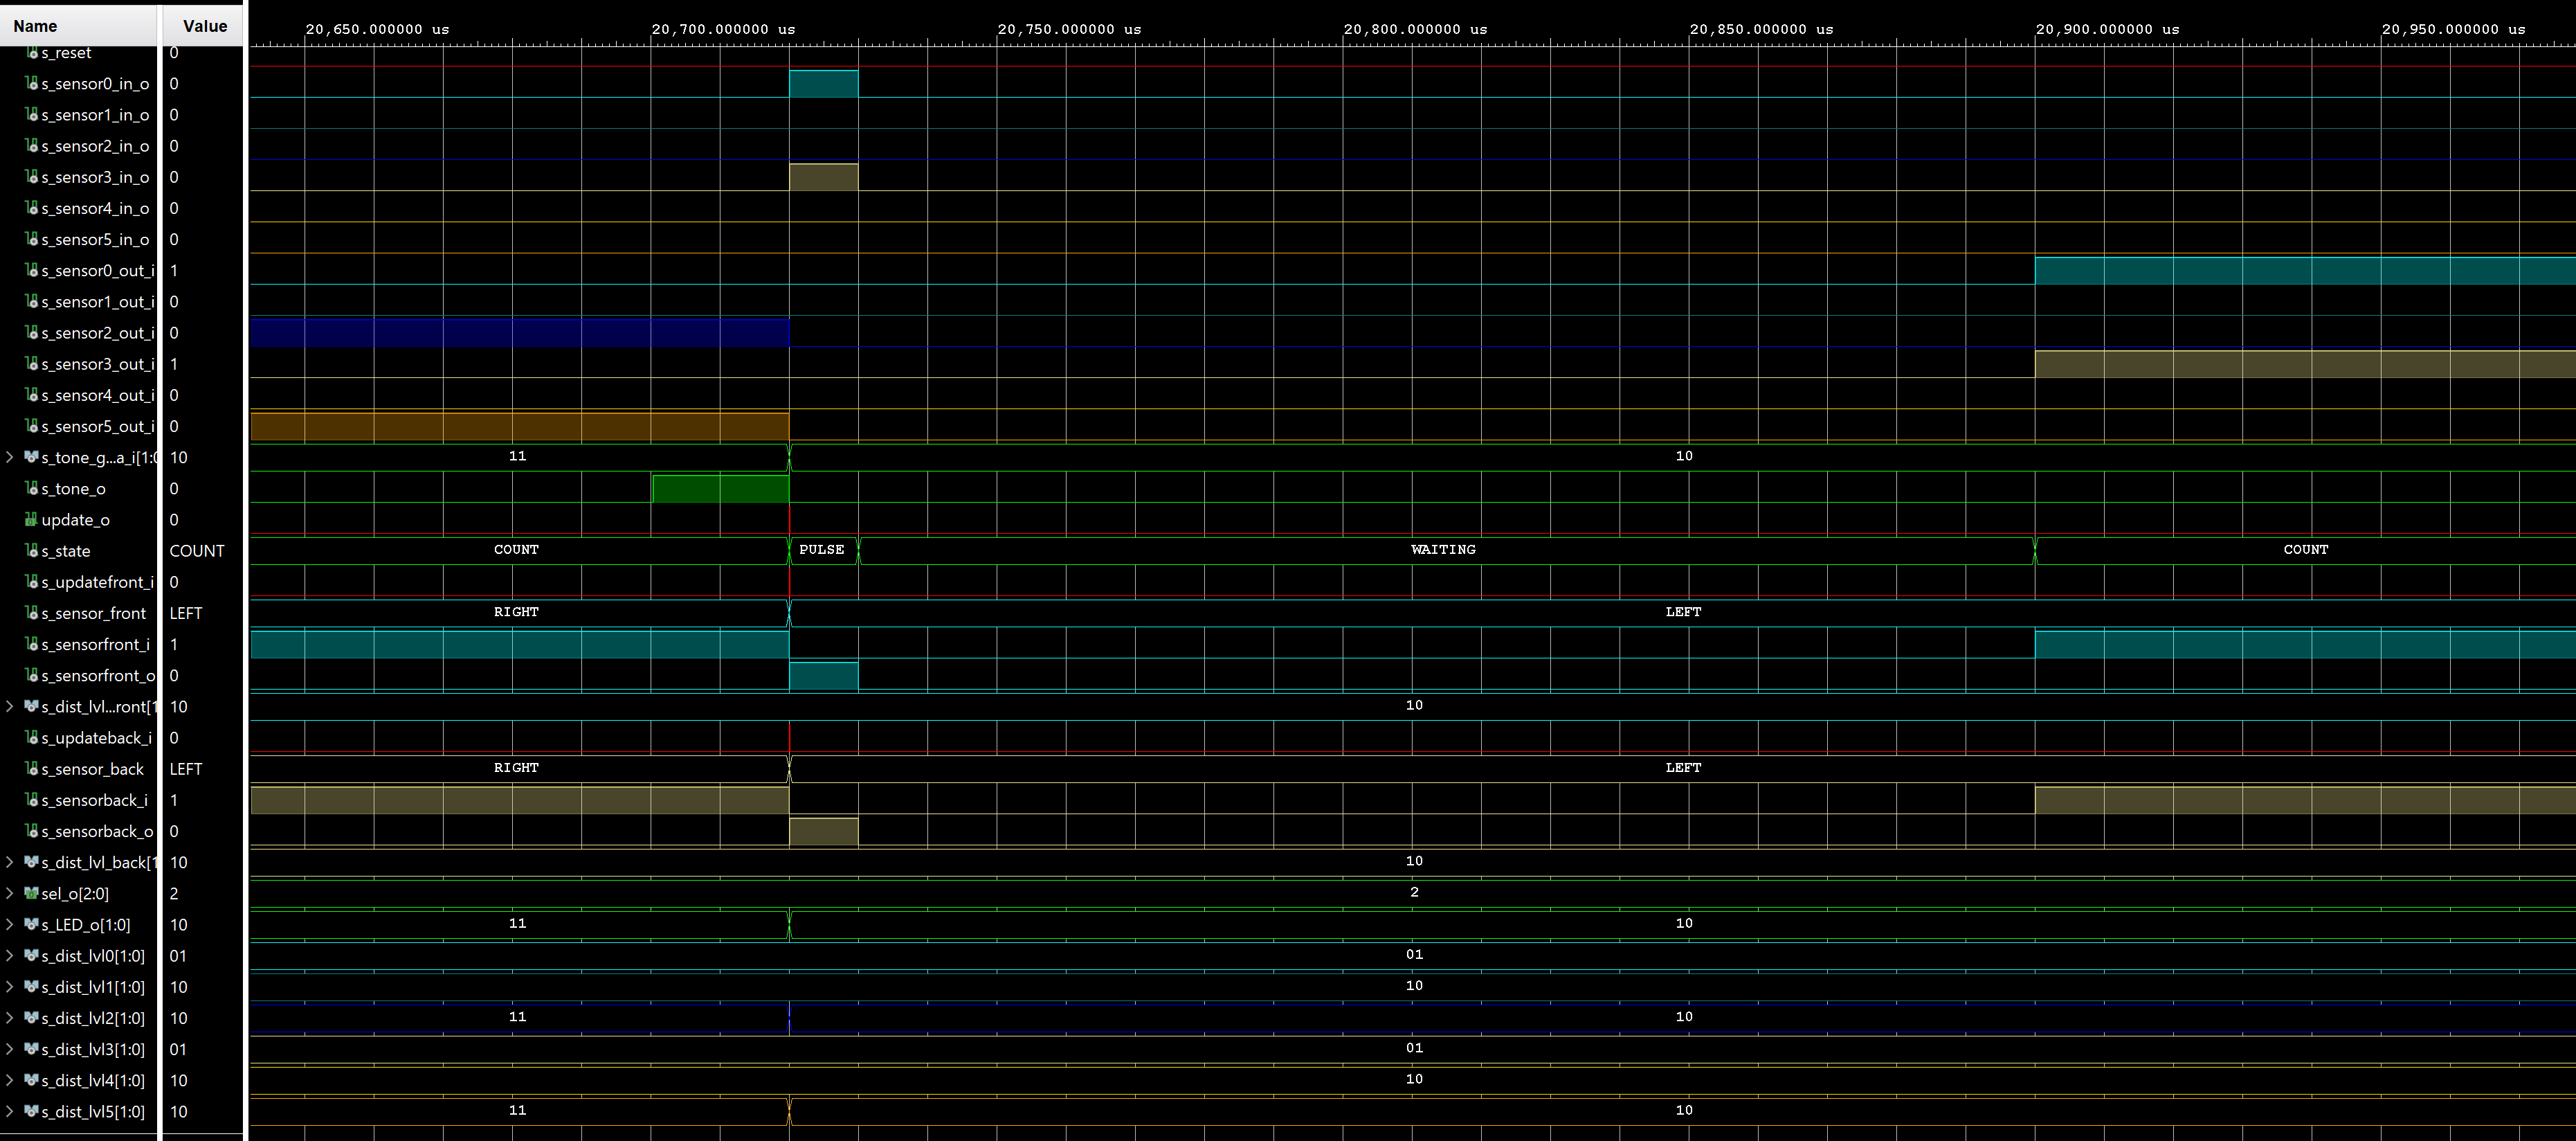 Name Value
20,650.000000 us 20,700.000000 us 20,750.000000 us 20,800.000000 us 20,850.000000 us 20,900.000000 us 20,950.000000 us
s_reset 0
s_sensor0_in_o 0
s_sensor1_in_o 0
s_sensor2_in_o 0
s_sensor3_in_o 0
s_sensor4_in_o 0
s_sensor5_in_o 0
s_sensor0_out_i 1
s_sensor1_out_i 0
s_sensor2_out_i 0
s_sensor3_out_i 1
s_sensor4_out_i 0
s_sensor5_out_i 0
s_tone_g...a_i[1:0 10 11 10
s_tone_o 0
update_o 0
s_state COUNT COUNT PULSE WAITING COUNT
s_updatefront_i 0
s_sensor_front LEFT RIGHT LEFT
s_sensorfront_i 1
s_sensorfront_o 0
s_dist_lvl...ront[1 10 10
s_updateback_i 0
s_sensor_back LEFT RIGHT LEFT
s_sensorback_i 1
s_sensorback_o 0
s_dist_lvl_back[1 10 10
sel_o[2:0] 2 2
s_LED_o[1:0] 10 11 10
s_dist_lvl0[1:0] 01 01
s_dist_lvl1[1:0] 10 10
s_dist_lvl2[1:0] 10 11 10
s_dist_lvl3[1:0] 01 01
s_dist_lvl4[1:0] 10 10
s_dist_lvl5[1:0] 10 11 10